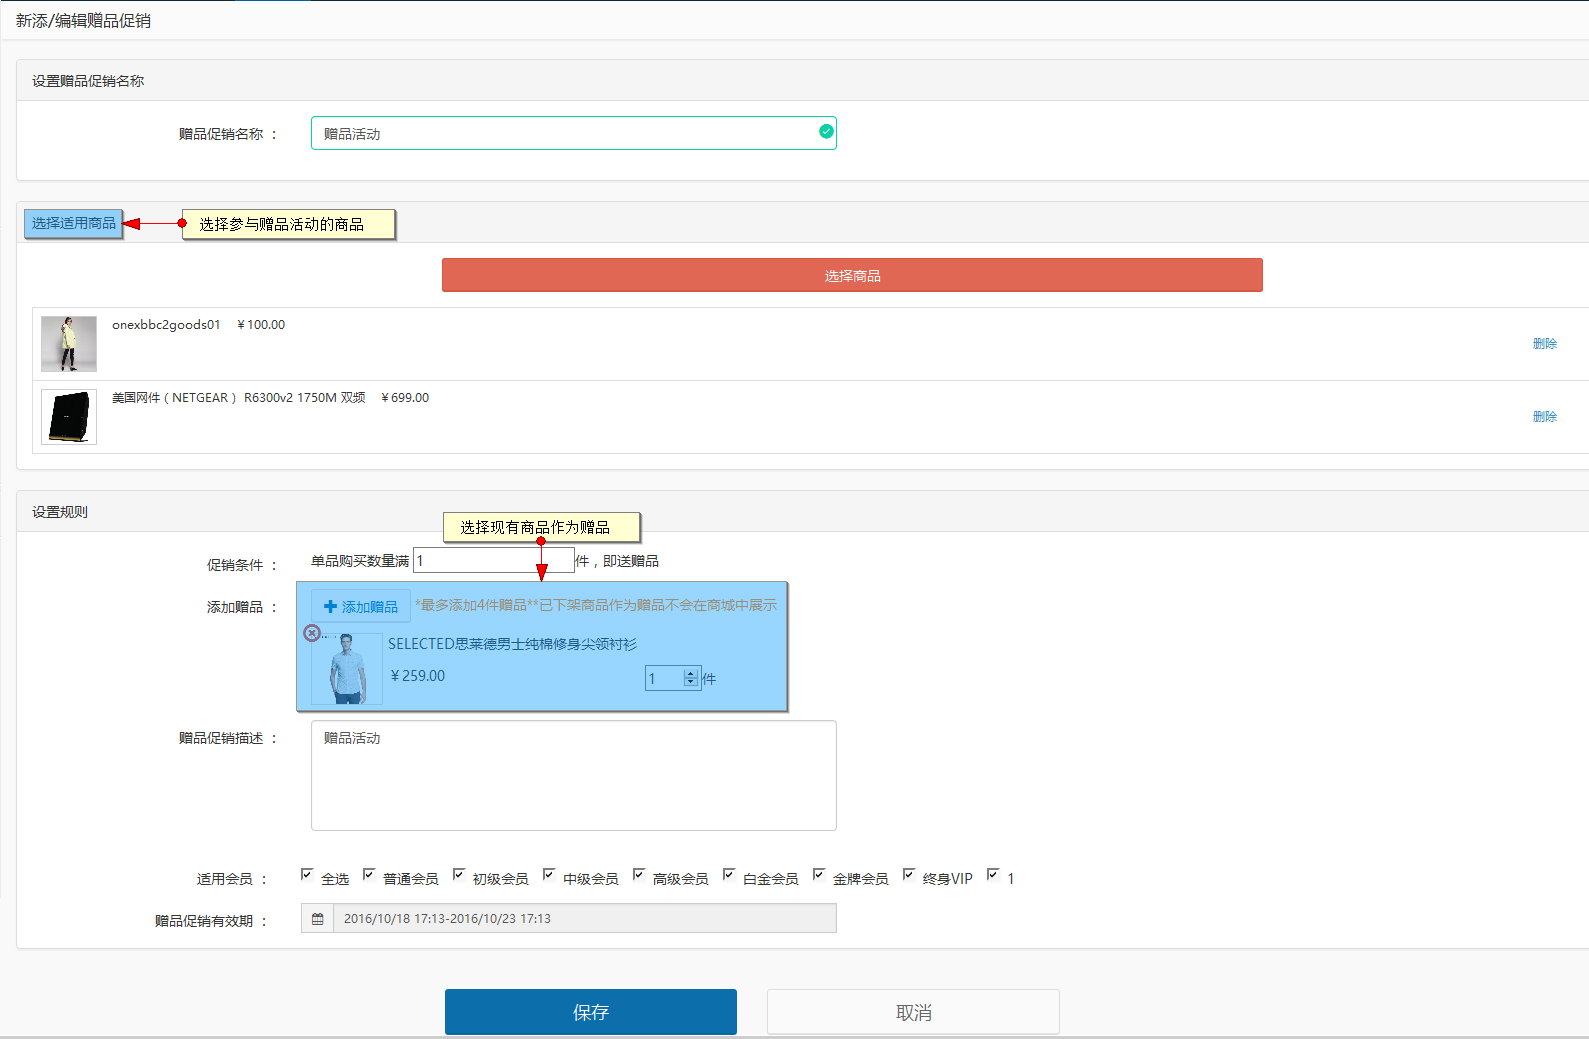 新添/编辑赠品促销
设置赠品促销名称
赠品促销名称 ： 赠品活动
选择适用商品 选择参与赠品活动的商品
选择商品
onexbbc2goods01 ￥100.00
删除
美国网件（NETGEAR） R6300v2 1750M 双频 ￥699.00
删除
设置规则
选择现有商品作为赠品
促销条件 ： 单品购买数量满 1 件，即送赠品
添加赠品 ： 添加赠品 *最多添加4件赠品**已下架商品作为赠品不会在商城中展示
SELECTED思莱德男士纯棉修身尖领衬衫
￥259.00 1 件
赠品促销描述 ： 赠品活动
适用会员 ： 全选 普通会员 初级会员 中级会员 高级会员 白金会员 金牌会员 终身VIP 1
赠品促销有效期 ： 2016/10/18 17:13-2016/10/23 17:13
保存 取消